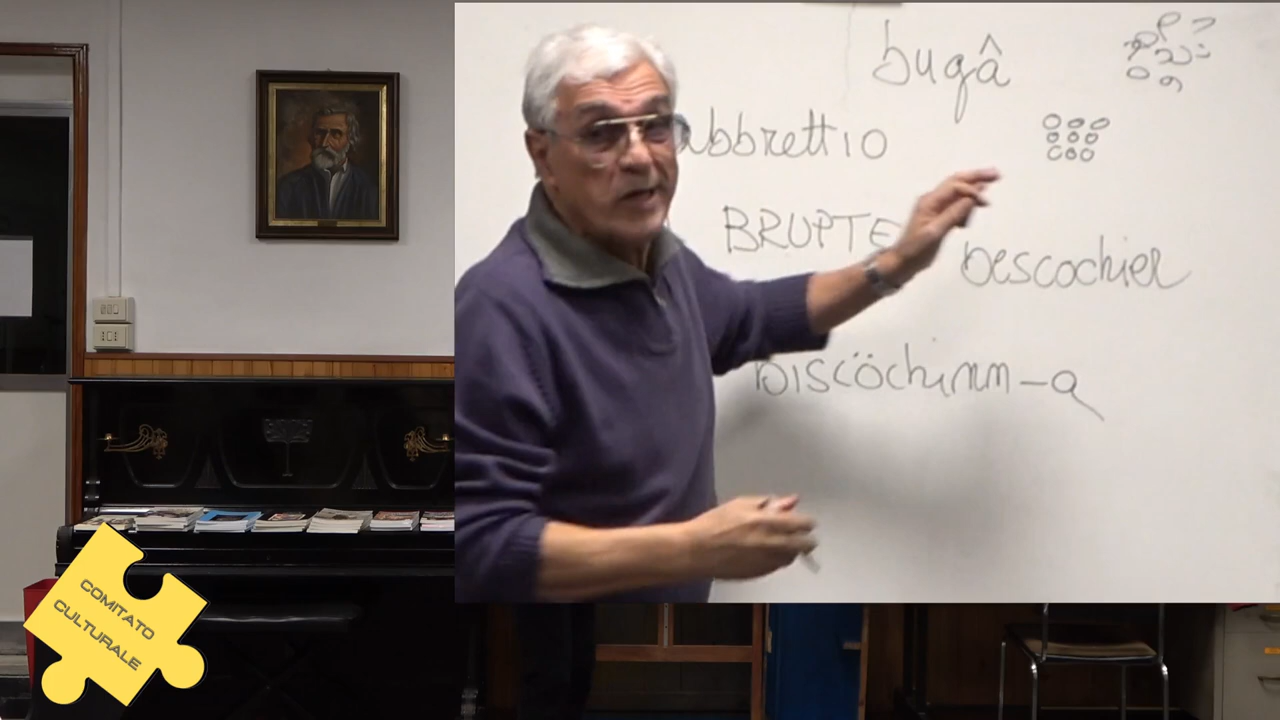 bugâ
abbrettio
BRUPTE
bescochier
biscöchinn-a
COMITATO
CULTURALE